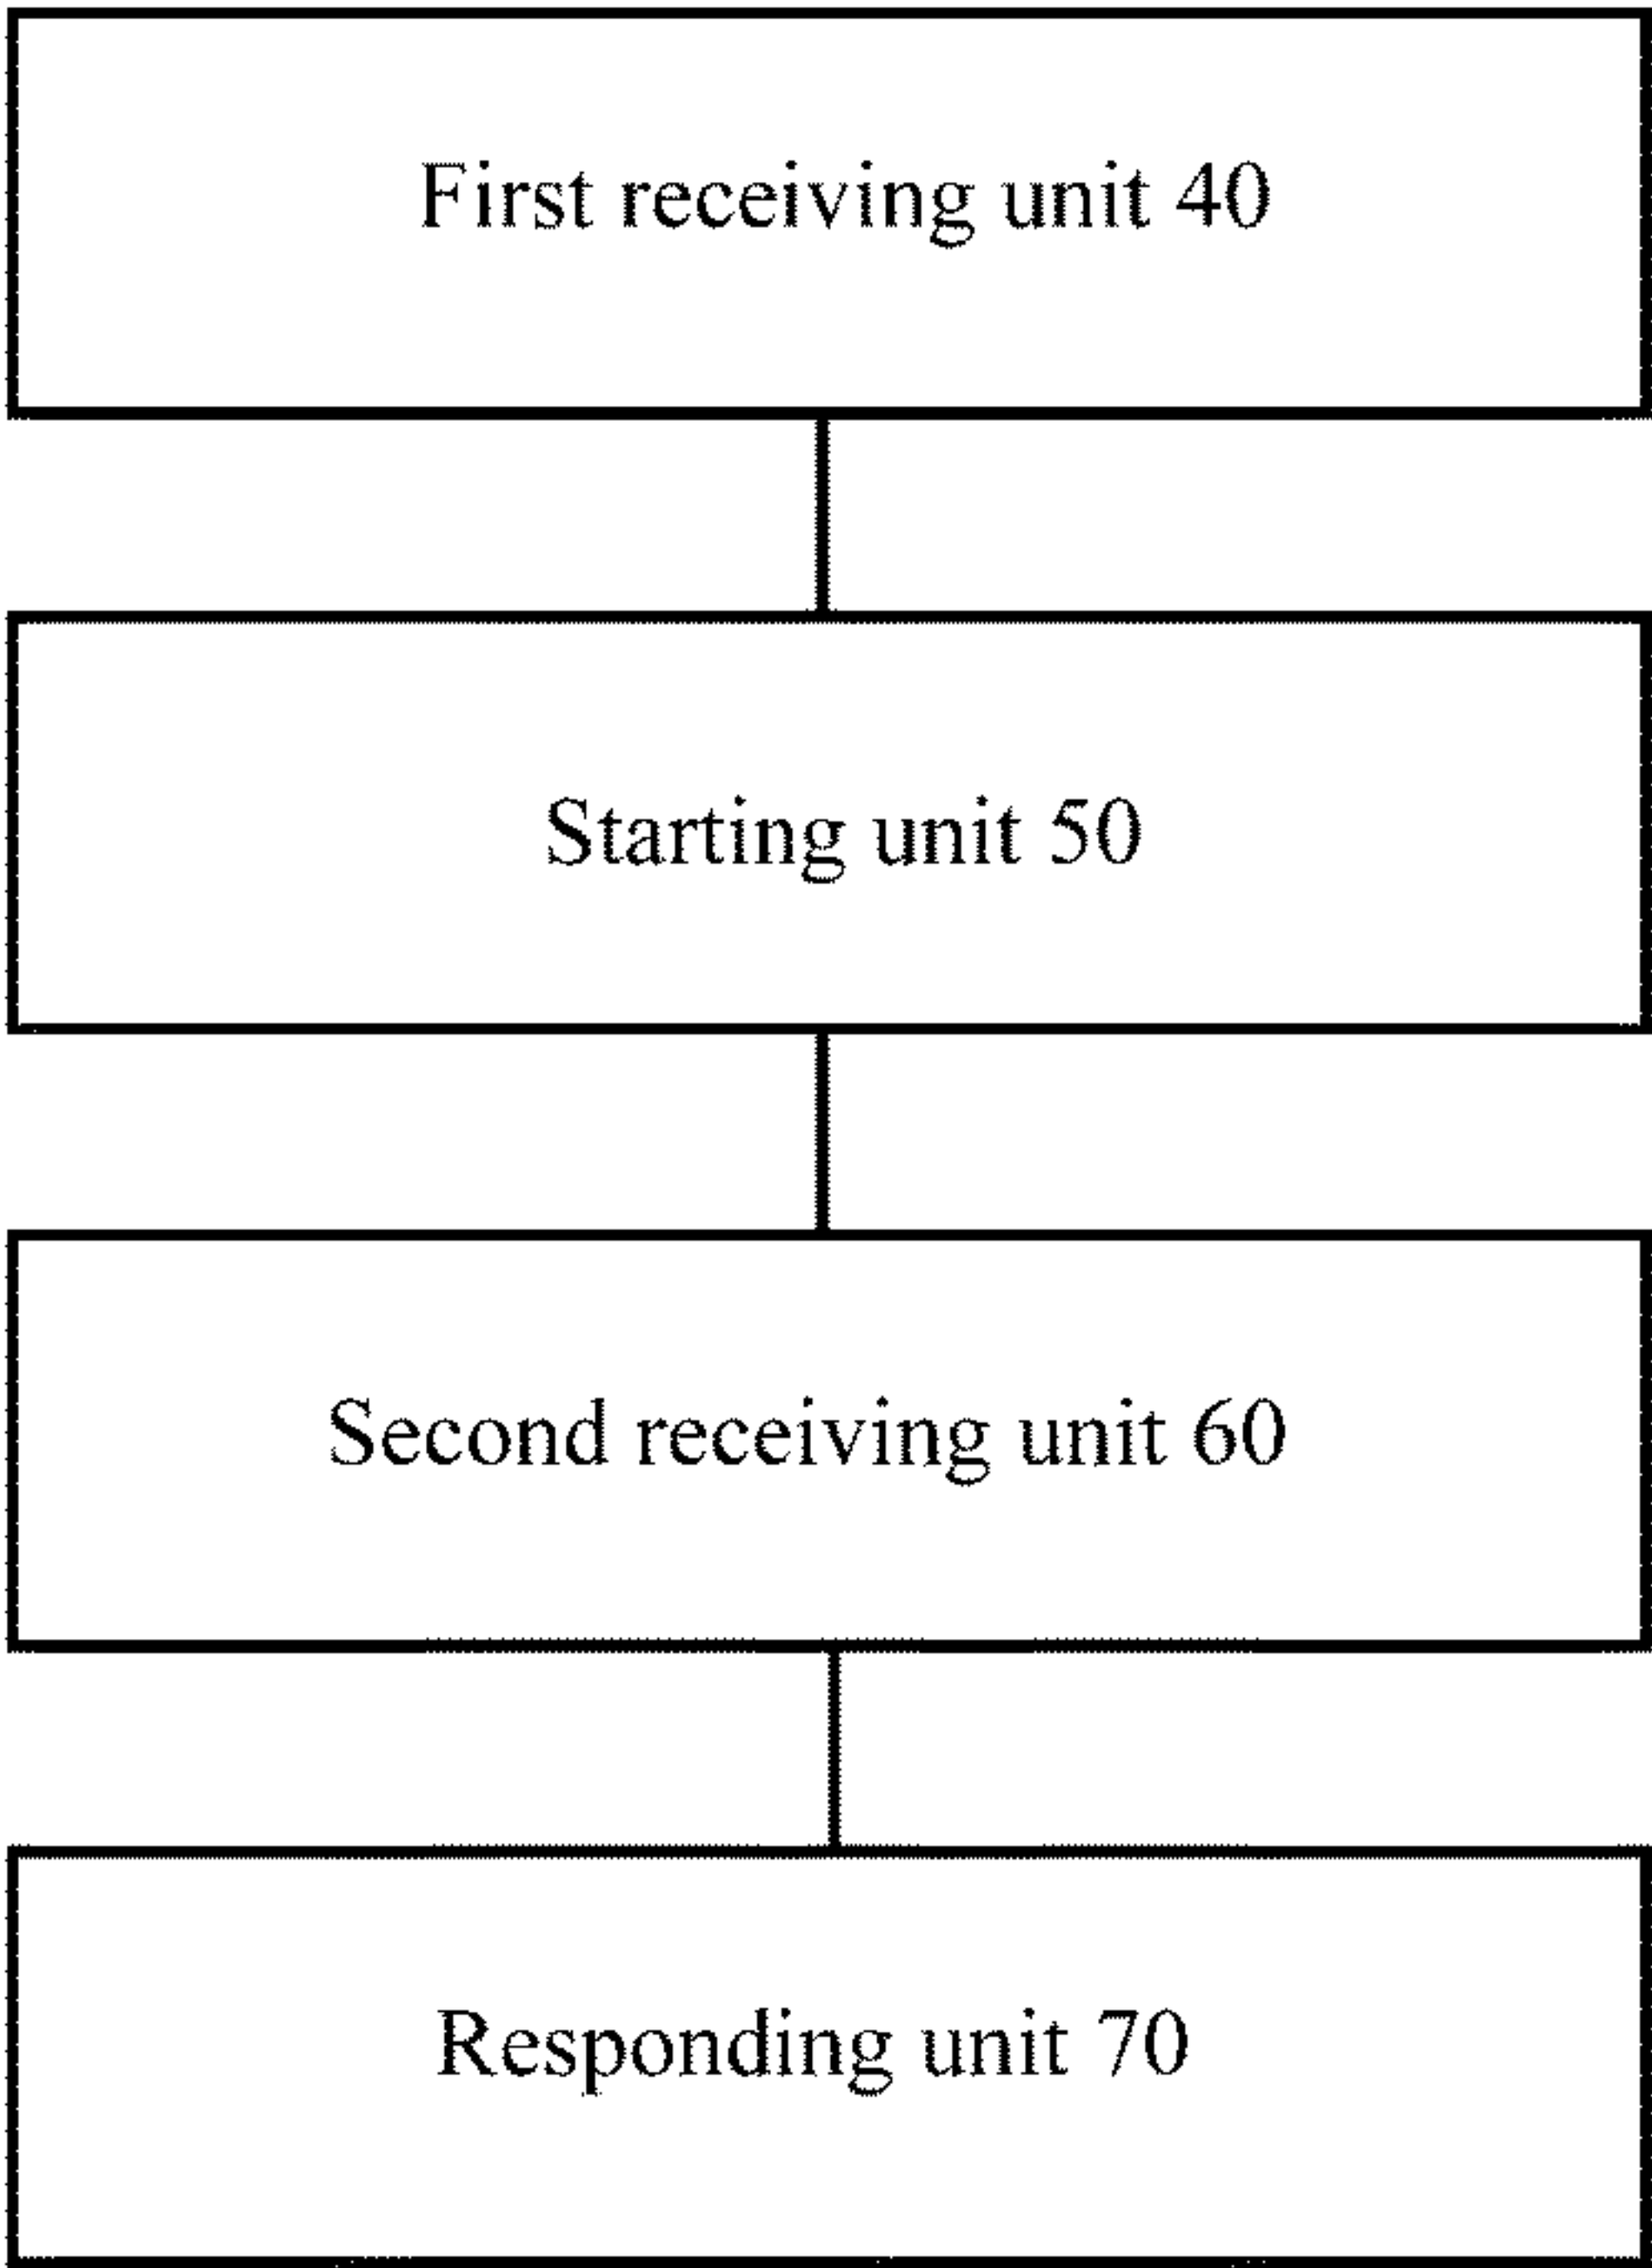 First receiving unit 40
Starting unit 50
Second receiving unit 60
Responding unit 70